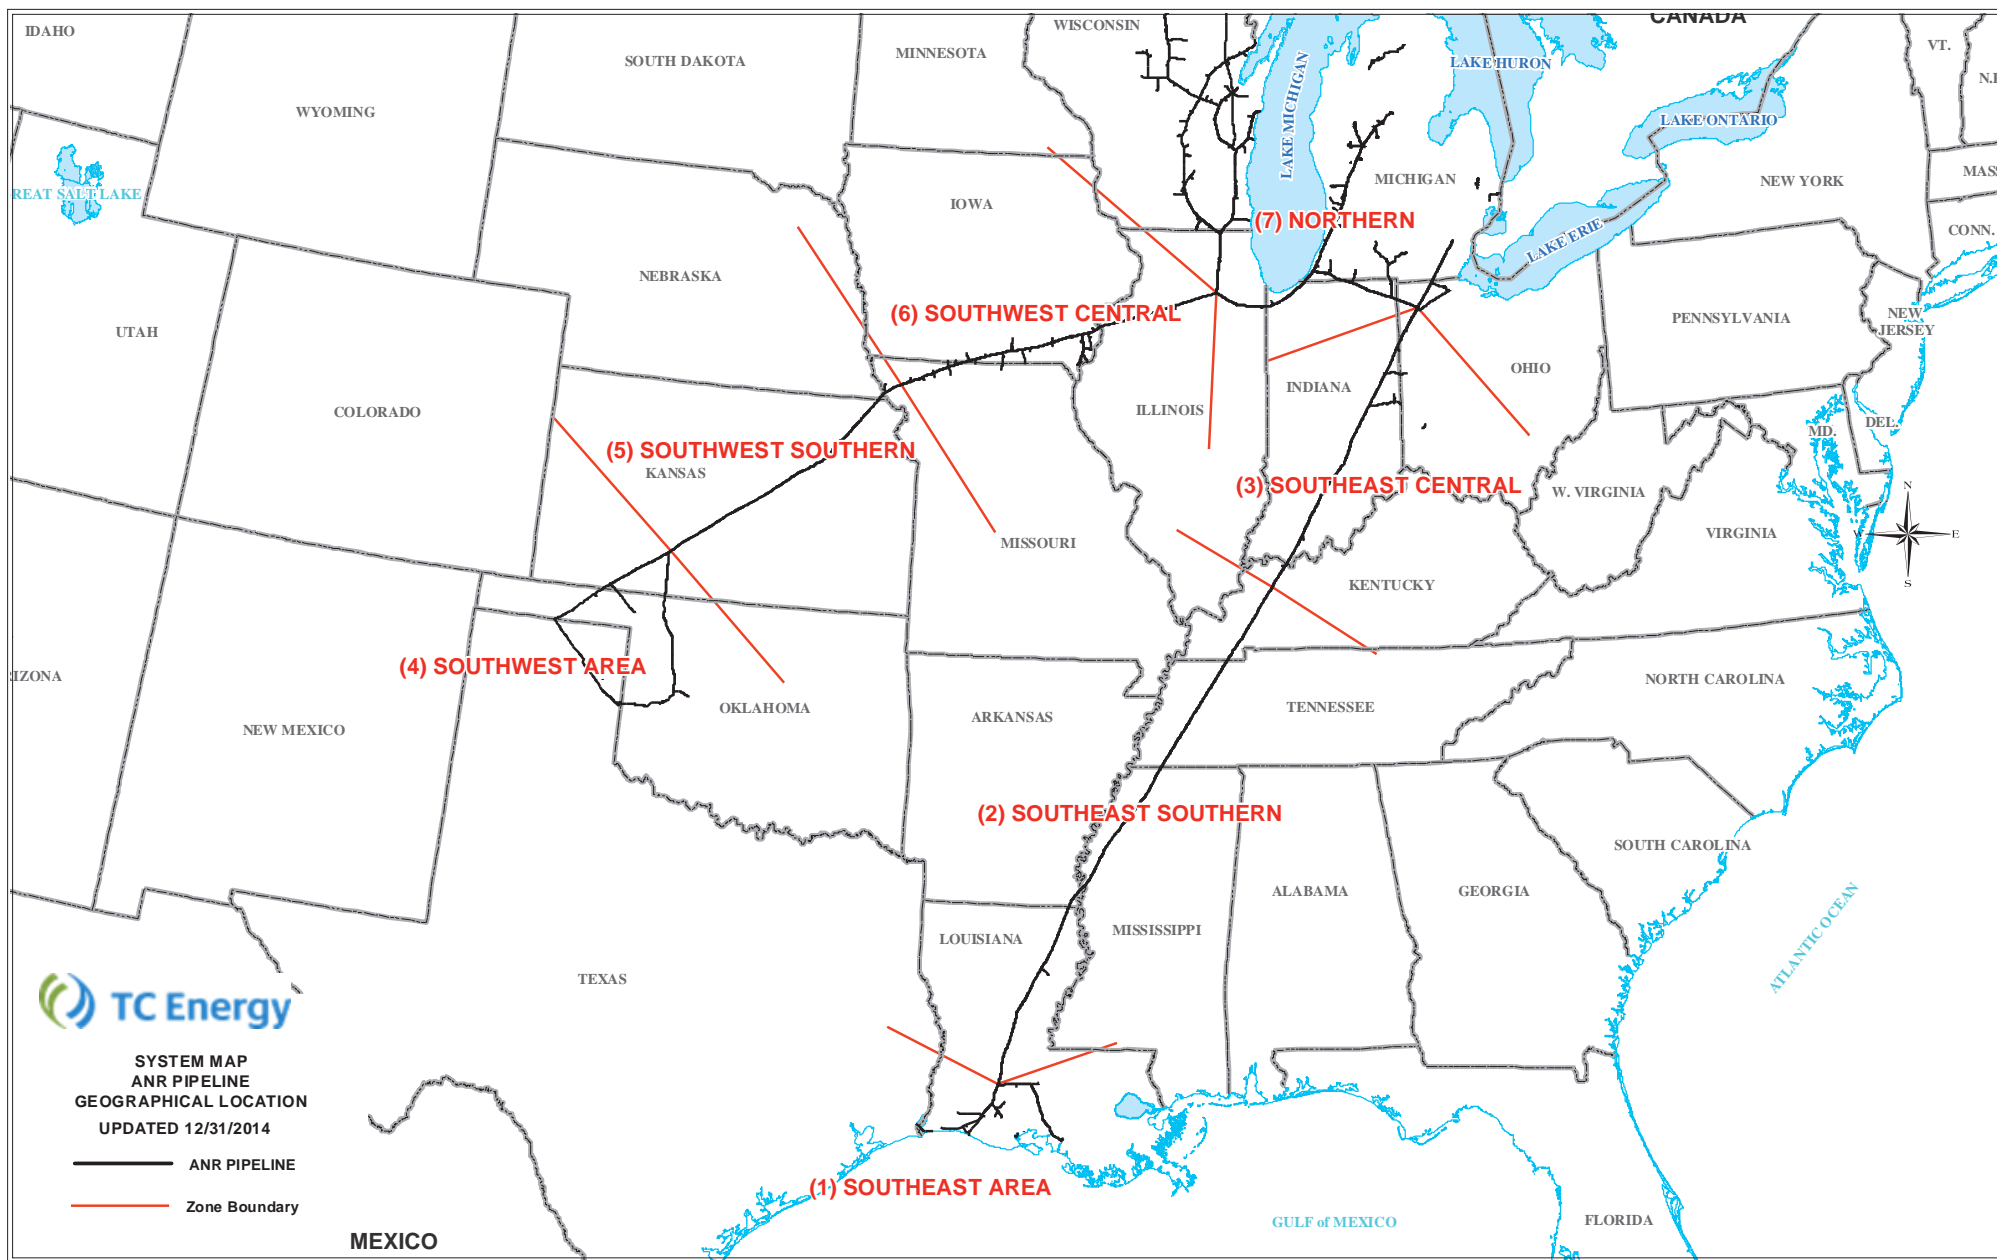 CANADA
IDAHO
WISCONSIN
VT.
N.H
SOUTH DAKOTA
MINNESOTA
LAKE HURON
LAKE MICHIGAN
WYOMING
LAKE ONTARIO
REAT SALT LAKE
IOWA
MICHIGAN
NEW YORK
MASS
(7) NORTHERN
LAKE ERIE
CONN.
NEBRASKA
(6) SOUTHWEST CENTRAL
PENNSYLVANIA
NEW
JERSEY
UTAH
COLORADO
ILLINOIS
INDIANA
OHIO
MD.
DEL.
(5) SOUTHWEST SOUTHERN
KANSAS
(3) SOUTHEAST CENTRAL
W. VIRGINIA
VIRGINIA
N
W
E
S
MISSOURI
KENTUCKY
(4) SOUTHWEST AREA
RIZONA
NORTH CAROLINA
NEW MEXICO
OKLAHOMA
ARKANSAS
TENNESSEE
(2) SOUTHEAST SOUTHERN
SOUTH CAROLINA
ALABAMA
GEORGIA
LOUISIANA
MISSISSIPPI
ATLANTIC OCEAN
TEXAS
TC Energy
SYSTEM MAP
ANR PIPELINE
GEOGRAPHICAL LOCATION
UPDATED 12/31/2014
ANR PIPELINE
Zone Boundary
(1) SOUTHEAST AREA
GULF of MEXICO
FLORIDA
MEXICO